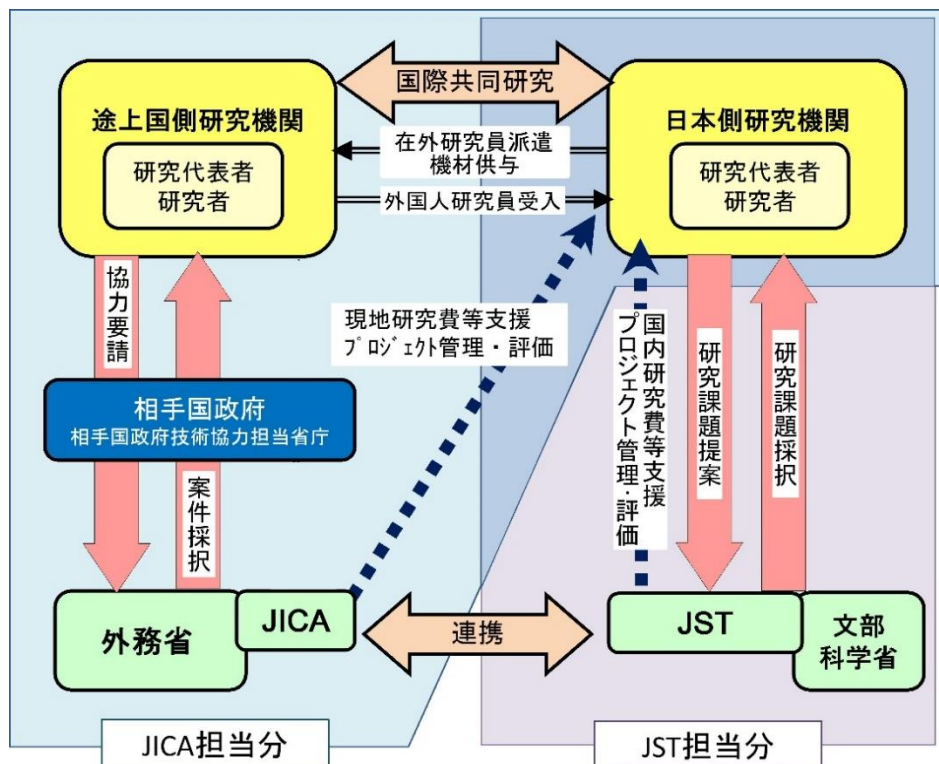 国際共同研究
途上国側研究機関
研究代表者
研究者
日本側研究機関
研究代表者
研究者
在外研究員派遣
機材供与
外国人研究員受入
協力要請
現地研究費等支援
プロジェクト管理・評価
国内研究費等支援
プロジェクト管理・評価
研究課題提案
研究課題採択
相手国政府
相手国政府技術協力担当省庁
案件採択
外務省
JICA
連携
JST
文部
科学省
JICA担当分
JST担当分